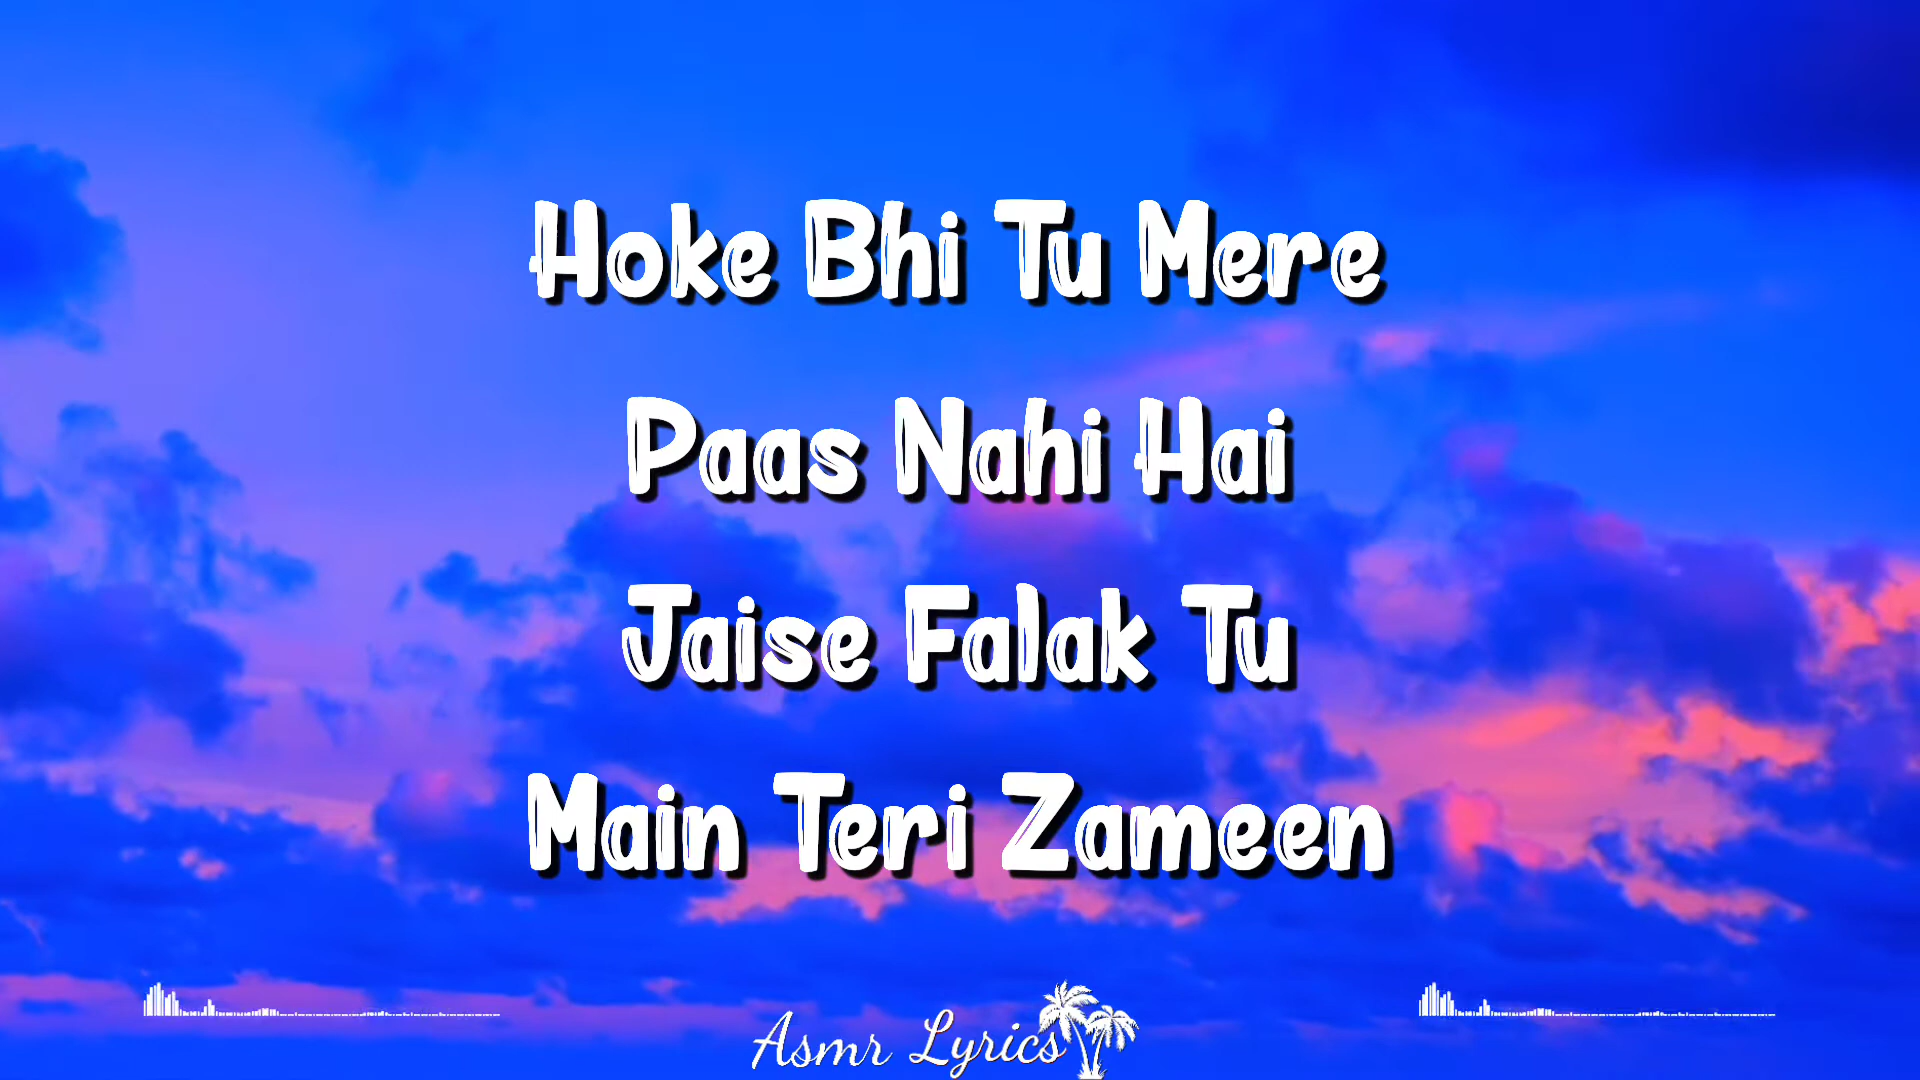 Hoke Bhi Tu Mere
Paas Nahi Hai
Jaise Falak Tu
Main Teri Zameen
Asmr Lyrics